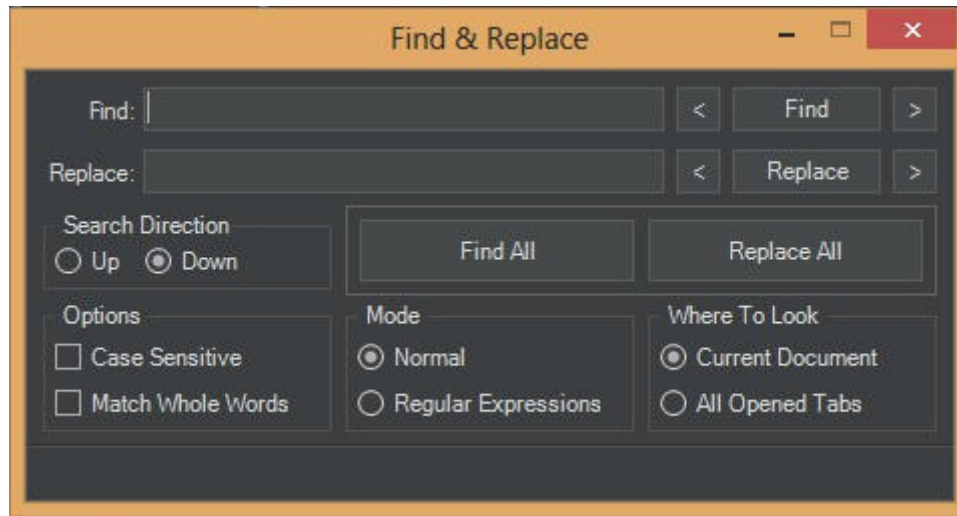 Find & Replace
Find: < Find >
Replace: < Replace >
Search Direction
Up Down
Find All Replace All
Options
Case Sensitive
Match Whole Words
Mode
Normal
Regular Expressions
Where To Look
Current Document
All Opened Tabs